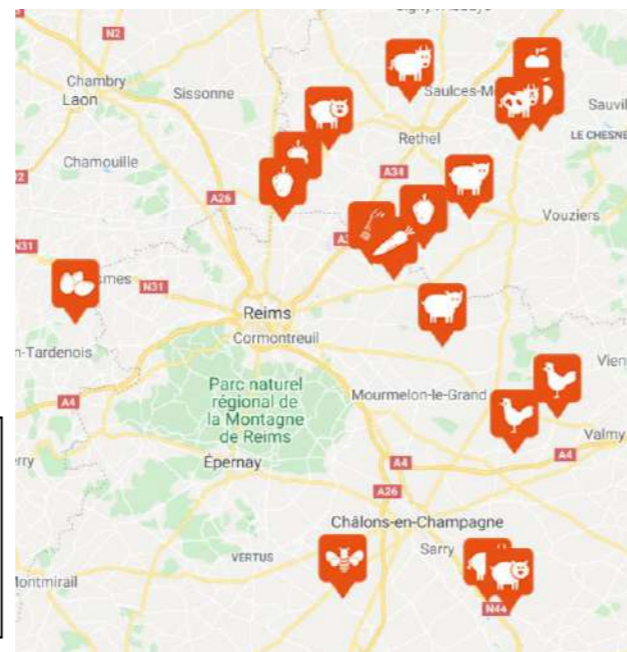 N2
Chambry
Laon
Sissonne
Saulces-M
Sauvil
Rethel
LE CHESNE
Chamouille
A34
A26
Vouziers
N31
mes
N31
Reims
Cormontreuil
n-Tardenois
Parc naturel
régional de
la Montagne
de Reims
Mourmelon-le-Grand
Vien
A4
Valmy
Épernay
A4
A26
Châlons-en-Champagne
VERTUS
Sarry
Montmirail
N44